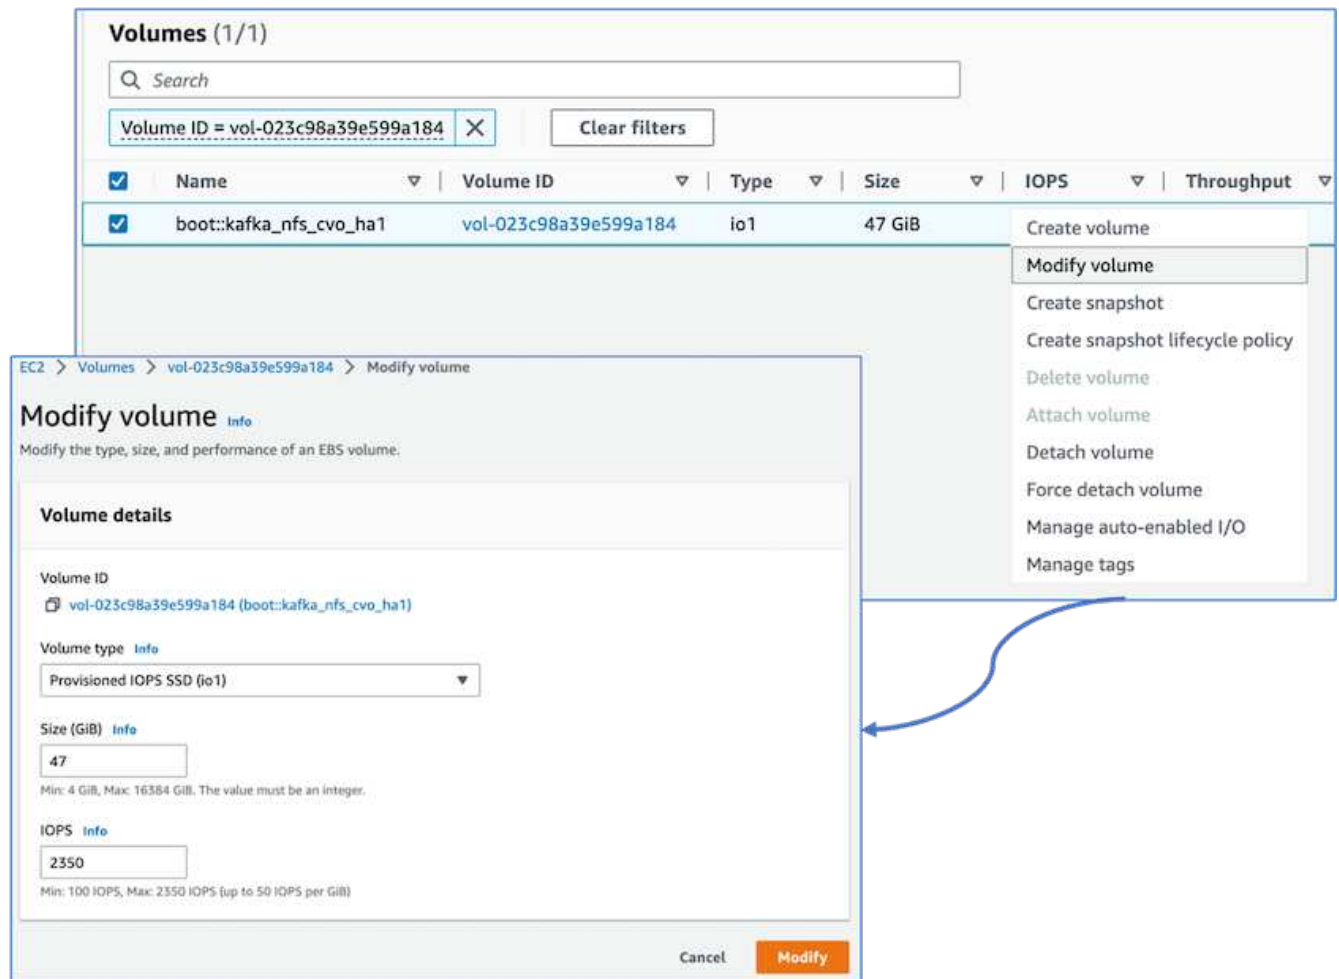 Volumes (1/1)
Search
Volume ID = vol-023c98a39e599a184
Clear filters
Name Volume ID Type Size IOPS Throughput
boot::kafka_nfs_cvo_ha1 vol-023c98a39e599a184 io1 47 GiB
Create volume
Modify volume
Create snapshot
Create snapshot lifecycle policy
Delete volume
Attach volume
Detach volume
Force detach volume
Manage auto-enabled I/O
Manage tags
EC2 > Volumes > vol-023c98a39e599a184 > Modify volume
Modify volume Info
Modify the type, size, and performance of an EBS volume.
Volume details
Volume ID
vol-023c98a39e599a184 (boot::kafka_nfs_cvo_ha1)
Volume type Info
Provisioned IOPS SSD (io1)
Size (GiB) Info
47
Min: 4 GiB, Max: 16384 GiB. The value must be an integer.
IOPS Info
2350
Min: 100 IOPS, Max: 2350 IOPS (up to 50 IOPS per GiB)
Cancel Modify